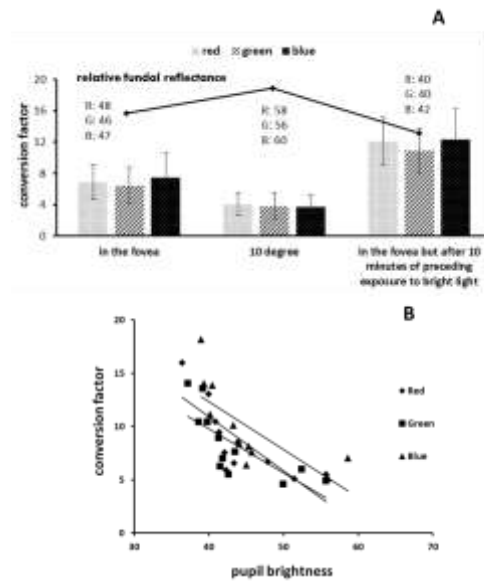 A
red green blue
relative fundal reflectance
conversion factor
20
16
12
8
4
0
R: 48
G: 46
B: 47
R: 58
G: 56
B: 60
R: 40
G: 40
B: 42
in the fovea
10 degree
in the fovea but after 10
minutes of preceding
exposure to bright light
B
conversion factor
20
15
10
5
0
30
40
50
60
70
pupil brightness
Red
Green
Blue